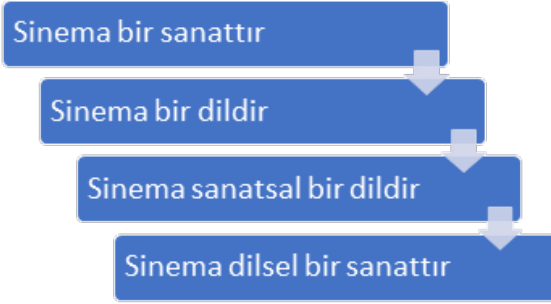 Sinema bir sanattır
Sinema bir dildir
Sinema sanatsal bir dildir
Sinema dilsel bir sanattır